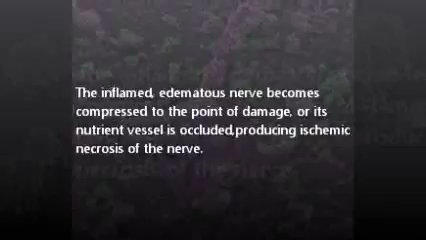 The inflamed, edematous nerve becomes
compressed to the point of damage, or its
nutrient vessel is occluded,producing ischemic
necrosis of the nerve.